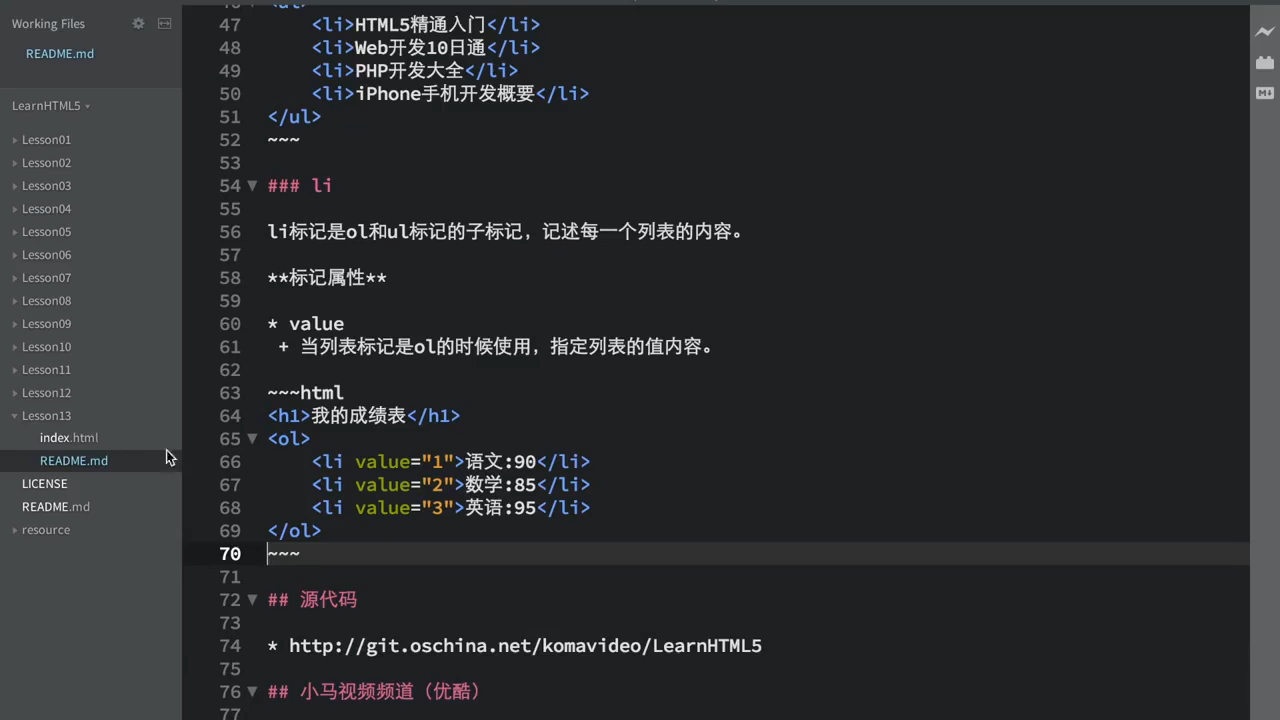 Working Files
README.md
LearnHTML5
Lesson01
Lesson02
Lesson03
Lesson04
Lesson05
Lesson06
Lesson07
Lesson08
Lesson09
Lesson10
Lesson11
Lesson12
Lesson13
index.html
README.md
LICENSE
README.md
resource
47 <li>HTML5精通入门</li>
48 <li>Web开发10日通</li>
49 <li>PHP开发大全</li>
50 <li>iPhone手机开发概要</li>
51 </ul>
52 ~~~
53
54 ### li
55
56 li标记是ol和ul标记的子标记，记述每一个列表的内容。
57
58 **标记属性**
59
60 * value
61 + 当列表标记是ol的时候使用，指定列表的值内容。
62
63 ~~~html
64 <h1>我的成绩表</h1>
65 <ol>
66 <li value="1">语文:90</li>
67 <li value="2">数学:85</li>
68 <li value="3">英语:95</li>
69 </ol>
70 ~~~
71
72 ## 源代码
73
74 * http://git.oschina.net/komavideo/LearnHTML5
75
76 ## 小马视频频道（优酷）
77